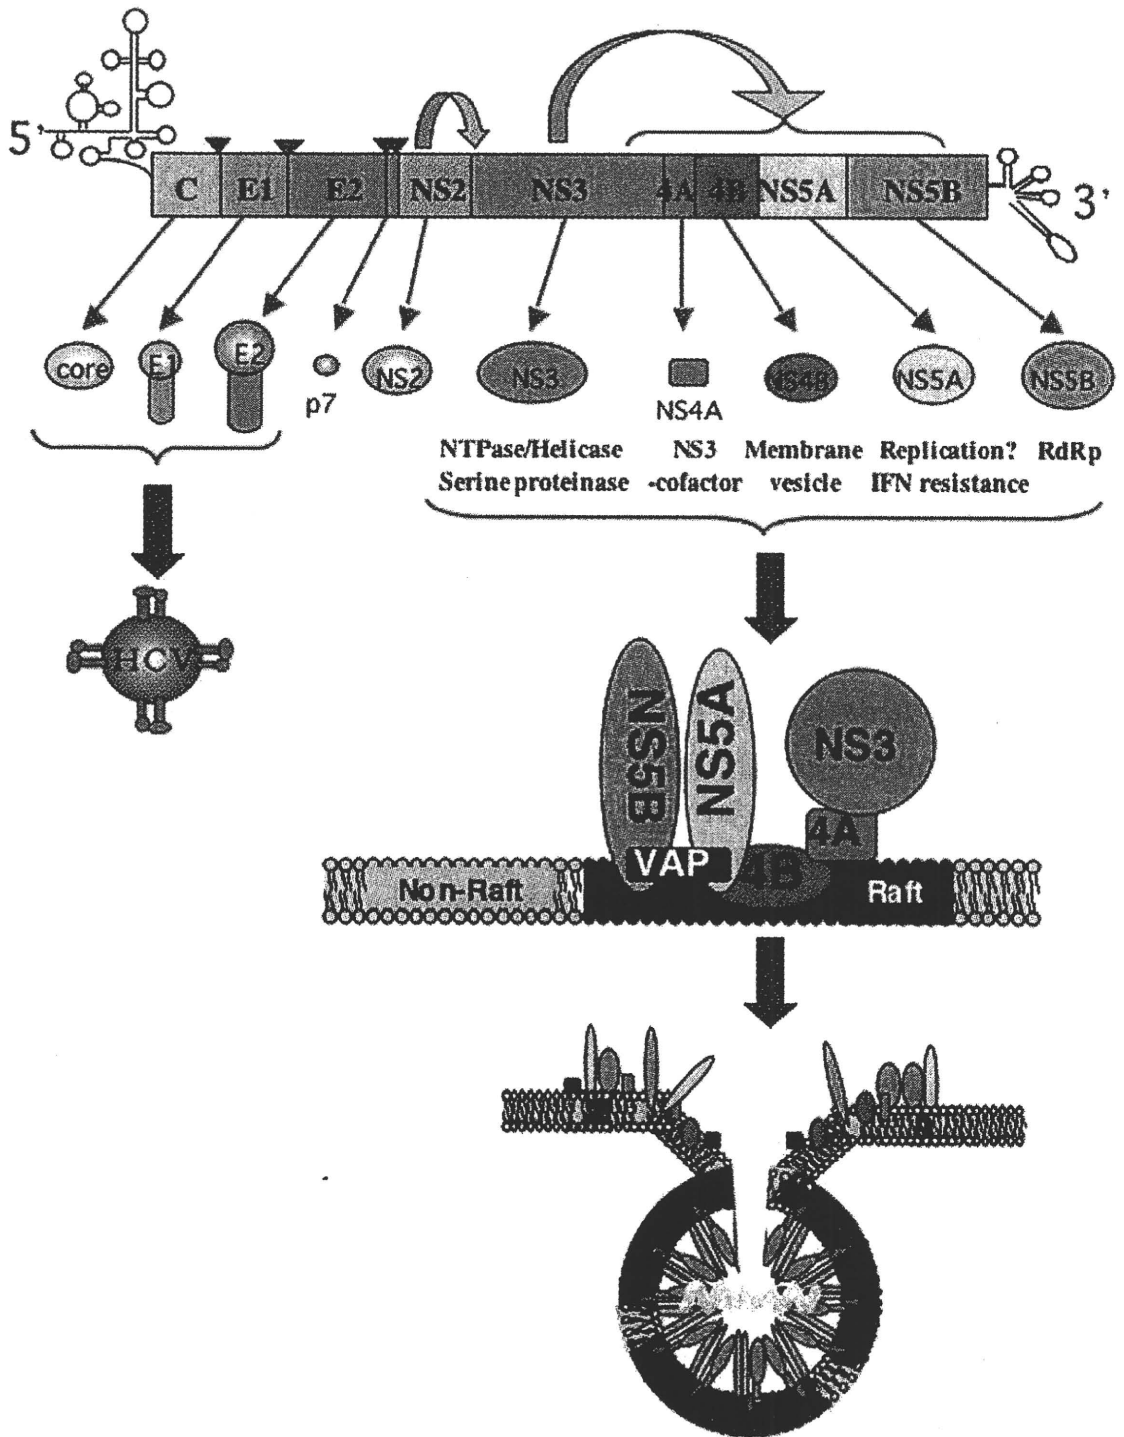 5'
C E1 E2 NS2 NS3 4A 4B NS5A NS5B
3'
core E1 E2 p7 NS2 NS3 NS4A NS4B NS5A NS5B
NTPase/Helicase NS3 Membrane Replication? RdRp
Serine proteinase -cofactor vesicle IFN resistance
HCV
NS5B NS5A NS3
4A
VAP 4B
Non-Raft Raft